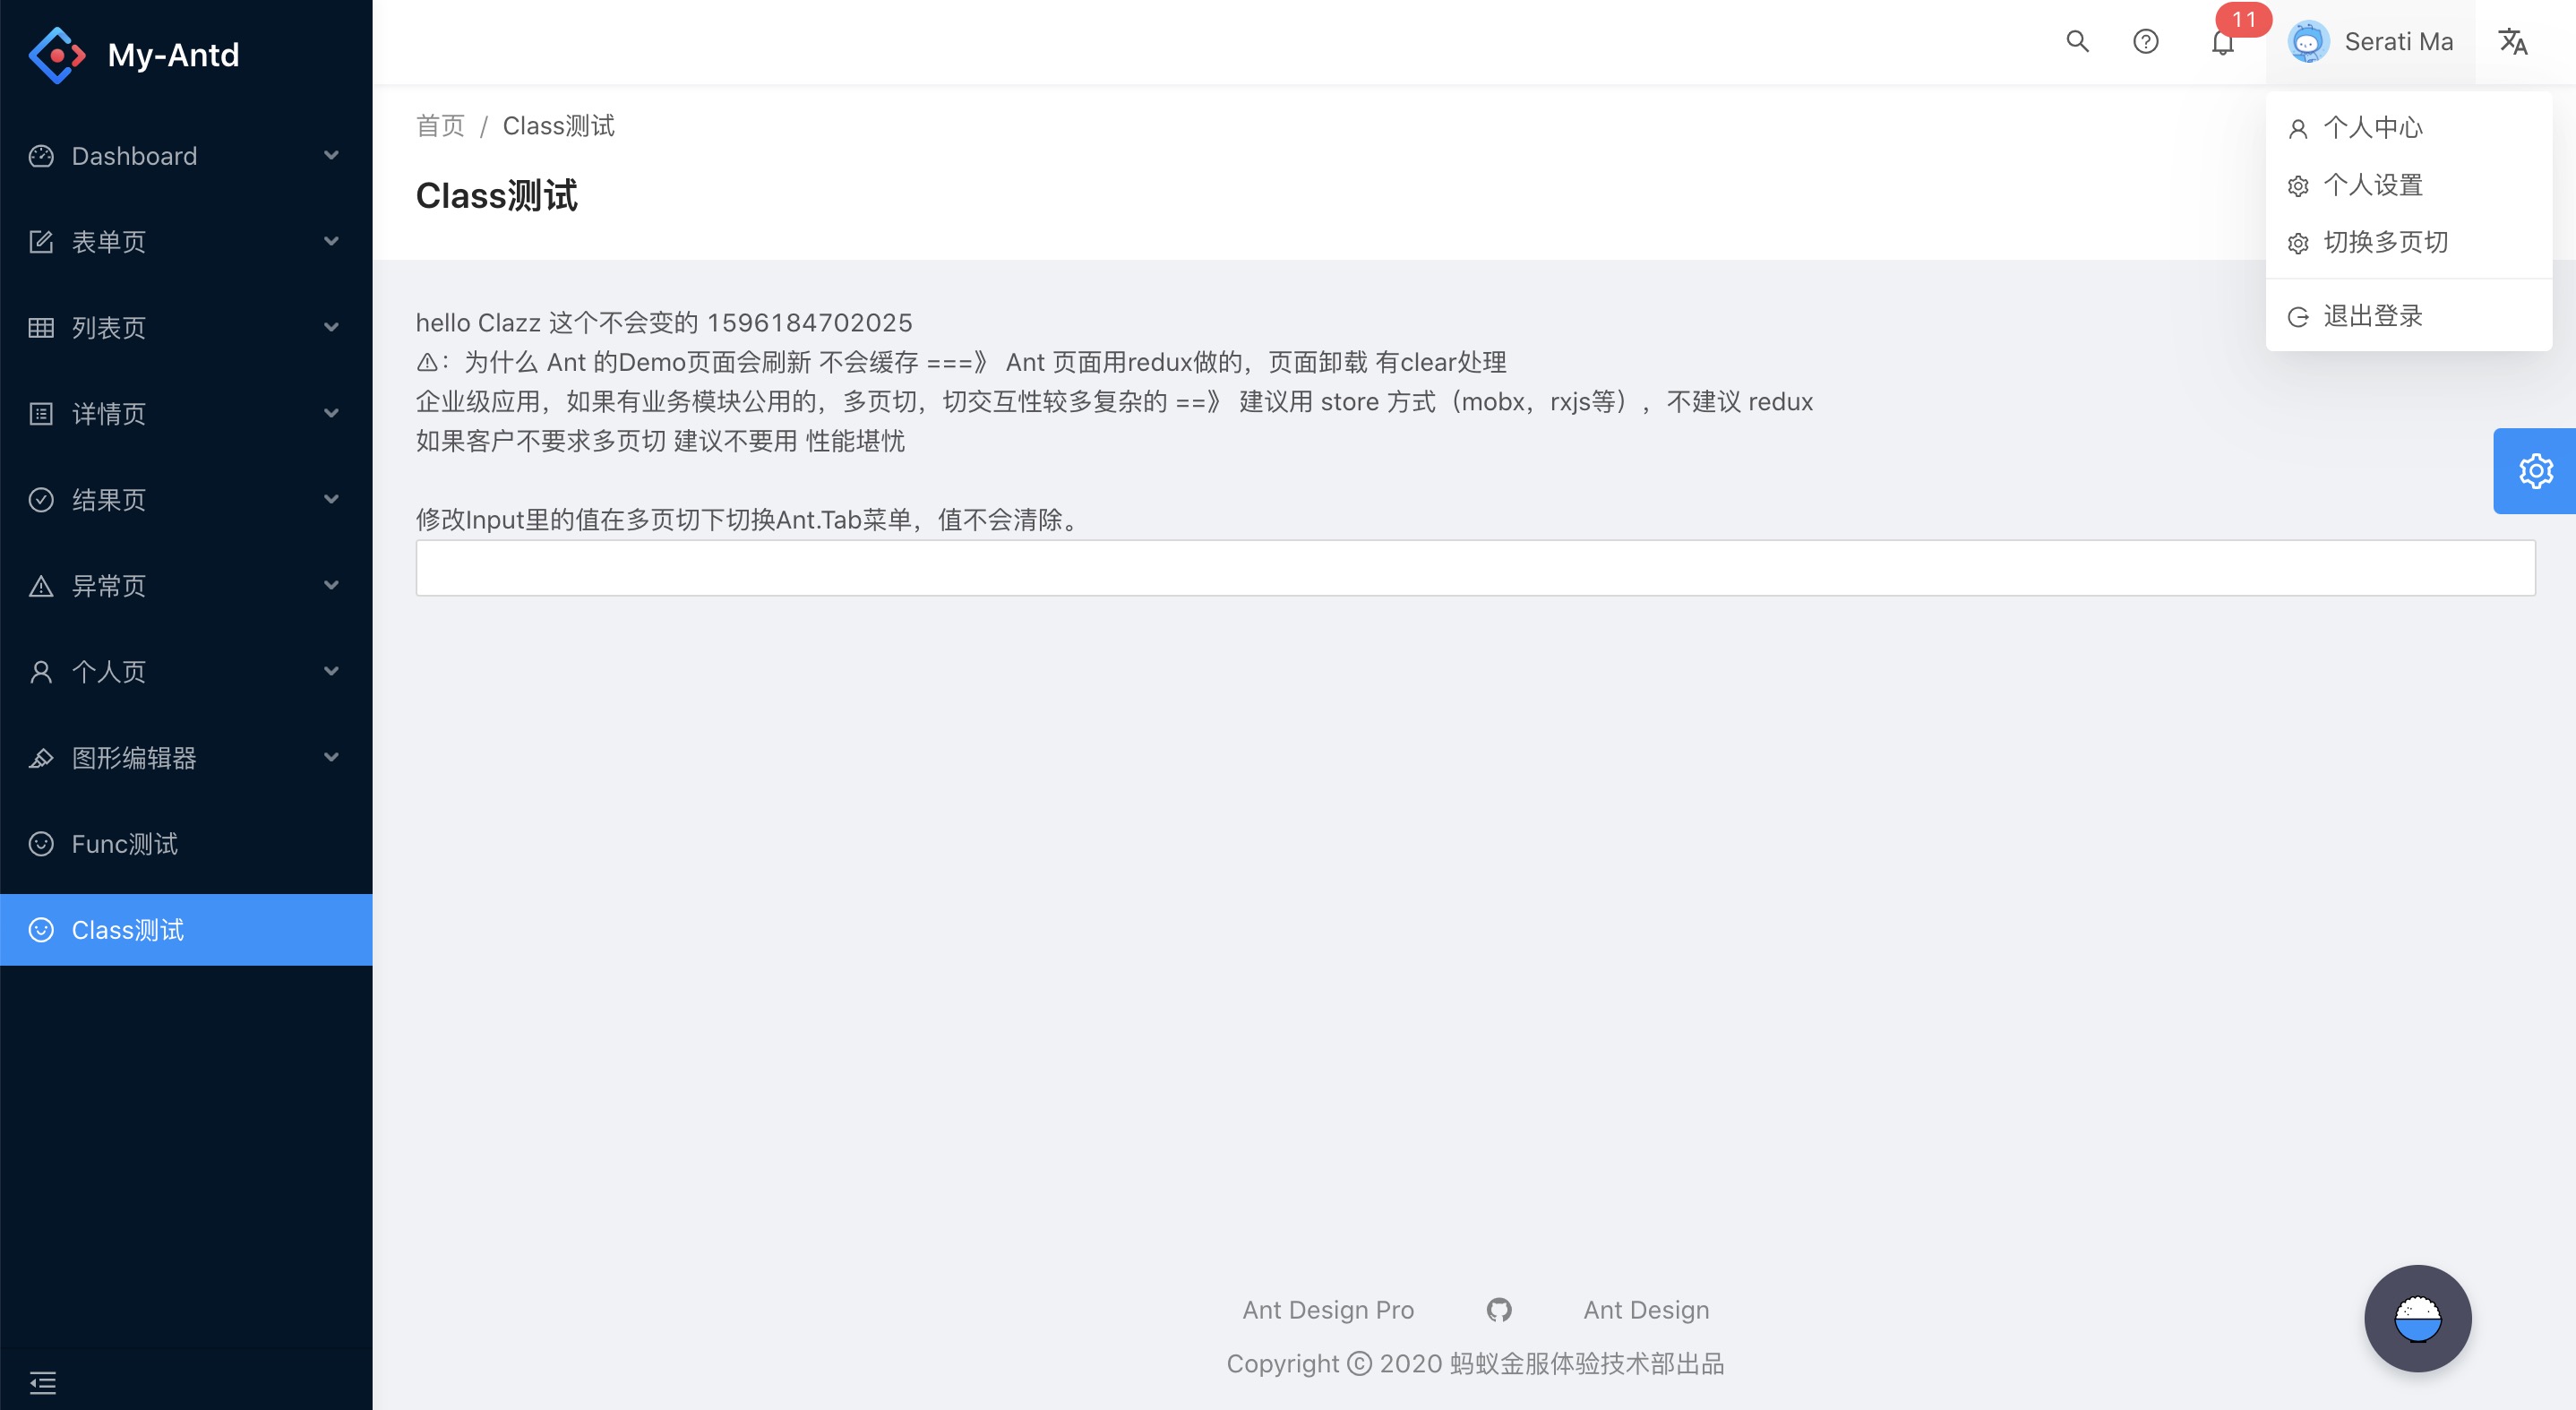 My-Antd
Dashboard
表单页
列表页
详情页
结果页
异常页
个人页
图形编辑器
Func测试
Class测试
11
Serati Ma
个人中心
个人设置
切换多页切
退出登录
首页 / Class测试
Class测试
hello Clazz 这个不会变的 1596184702025
⚠: 为什么 Ant 的Demo页面会刷新 不会缓存 ===》 Ant 页面用redux做的，页面卸载 有clear处理
企业级应用，如果有业务模块公用的，多页切，切交互性较多复杂的 ==》 建议用 store 方式（mobx，rxjs等），不建议 redux
如果客户不要求多页切 建议不要用 性能堪忧
修改Input里的值在多页切下切换Ant.Tab菜单，值不会清除。
Ant Design Pro
Ant Design
Copyright © 2020 蚂蚁金服体验技术部出品